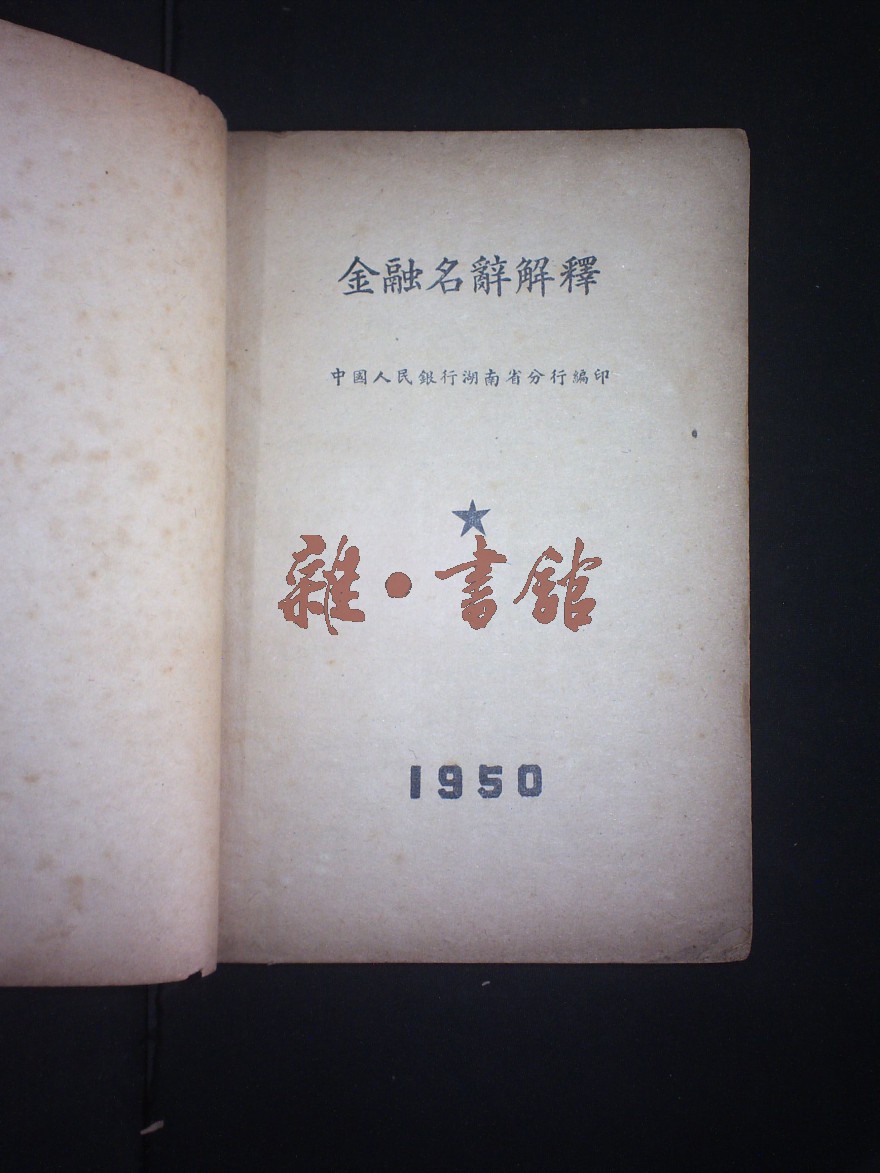 金融名辭解釋
中國人民銀行湖南省分行編印
雜·書館
1950